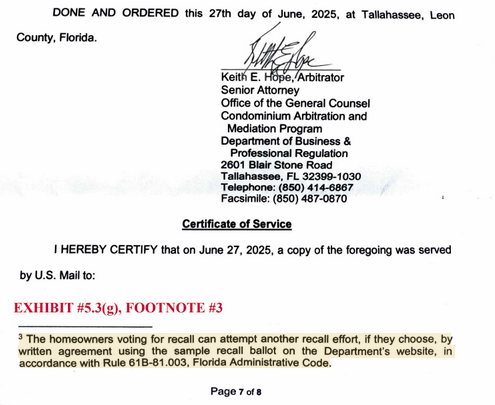 DONE AND ORDERED this 27th day of June, 2025, at Tallahassee, Leon
County, Florida.
Keith E. Hope, Arbitrator
Senior Attorney
Office of the General Counsel
Condominium Arbitration and
Mediation Program
Department of Business &
Professional Regulation
2601 Blair Stone Road
Tallahassee, FL 32399-1030
Telephone: (850) 414-6867
Facsimile: (850) 487-0870
Certificate of Service
I HEREBY CERTIFY that on June 27, 2025, a copy of the foregoing was served
by U.S. Mail to:
EXHIBIT #5.3(g), FOOTNOTE #3
3 The homeowners voting for recall can attempt another recall effort, if they choose, by
written agreement using the sample recall ballot on the Department's website, in
accordance with Rule 61B-81.003, Florida Administrative Code.
Page 7 of 8